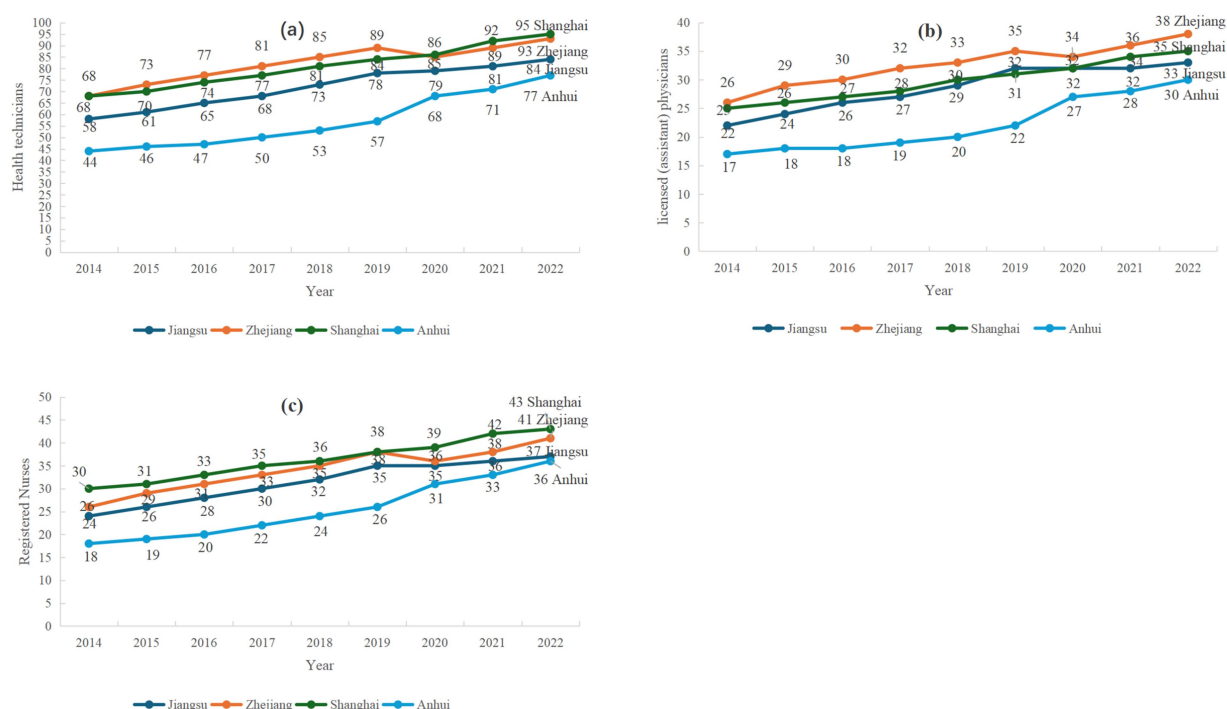 (a)
Health technicians
100
95
90
85
80
75
70
65
60
55
50
45
40
35
30
25
20
15
10
5
0
68 73 77 81 85 89 86 92 95 Shanghai
93 Zhejiang
68 70 74 77 81 84 85 89
84 Jiangsu
58 61 65 68 73 78 79 81
77 Anhui
44 46 47 50 53 57 68 71
2014 2015 2016 2017 2018 2019 2020 2021 2022
Year
Jiangsu Zhejiang Shanghai Anhui
(b)
licensed (assistant) physicians
40
35
30
25
20
15
10
5
0
26 29 30 32 33 35 34 36 38 Zhejiang
35 Shanghai
26 27 28 30 32 32 34
33 Jiangsu
22 24 26 27 29 31 32 32
30 Anhui
17 18 18 19 20 22 27 28
2014 2015 2016 2017 2018 2019 2020 2021 2022
Year
Jiangsu Zhejiang Shanghai Anhui
(c)
Registered Nurses
50
45
40
35
30
25
20
15
10
5
0
30 31 33 35 36 38 39 42 43 Shanghai
41 Zhejiang
26 29 31 33 35 38 36 38
37 Jiangsu
24 26 28 30 32 35 35 36
36 Anhui
18 19 20 22 24 26 31 33
2014 2015 2016 2017 2018 2019 2020 2021 2022
Year
Jiangsu Zhejiang Shanghai Anhui